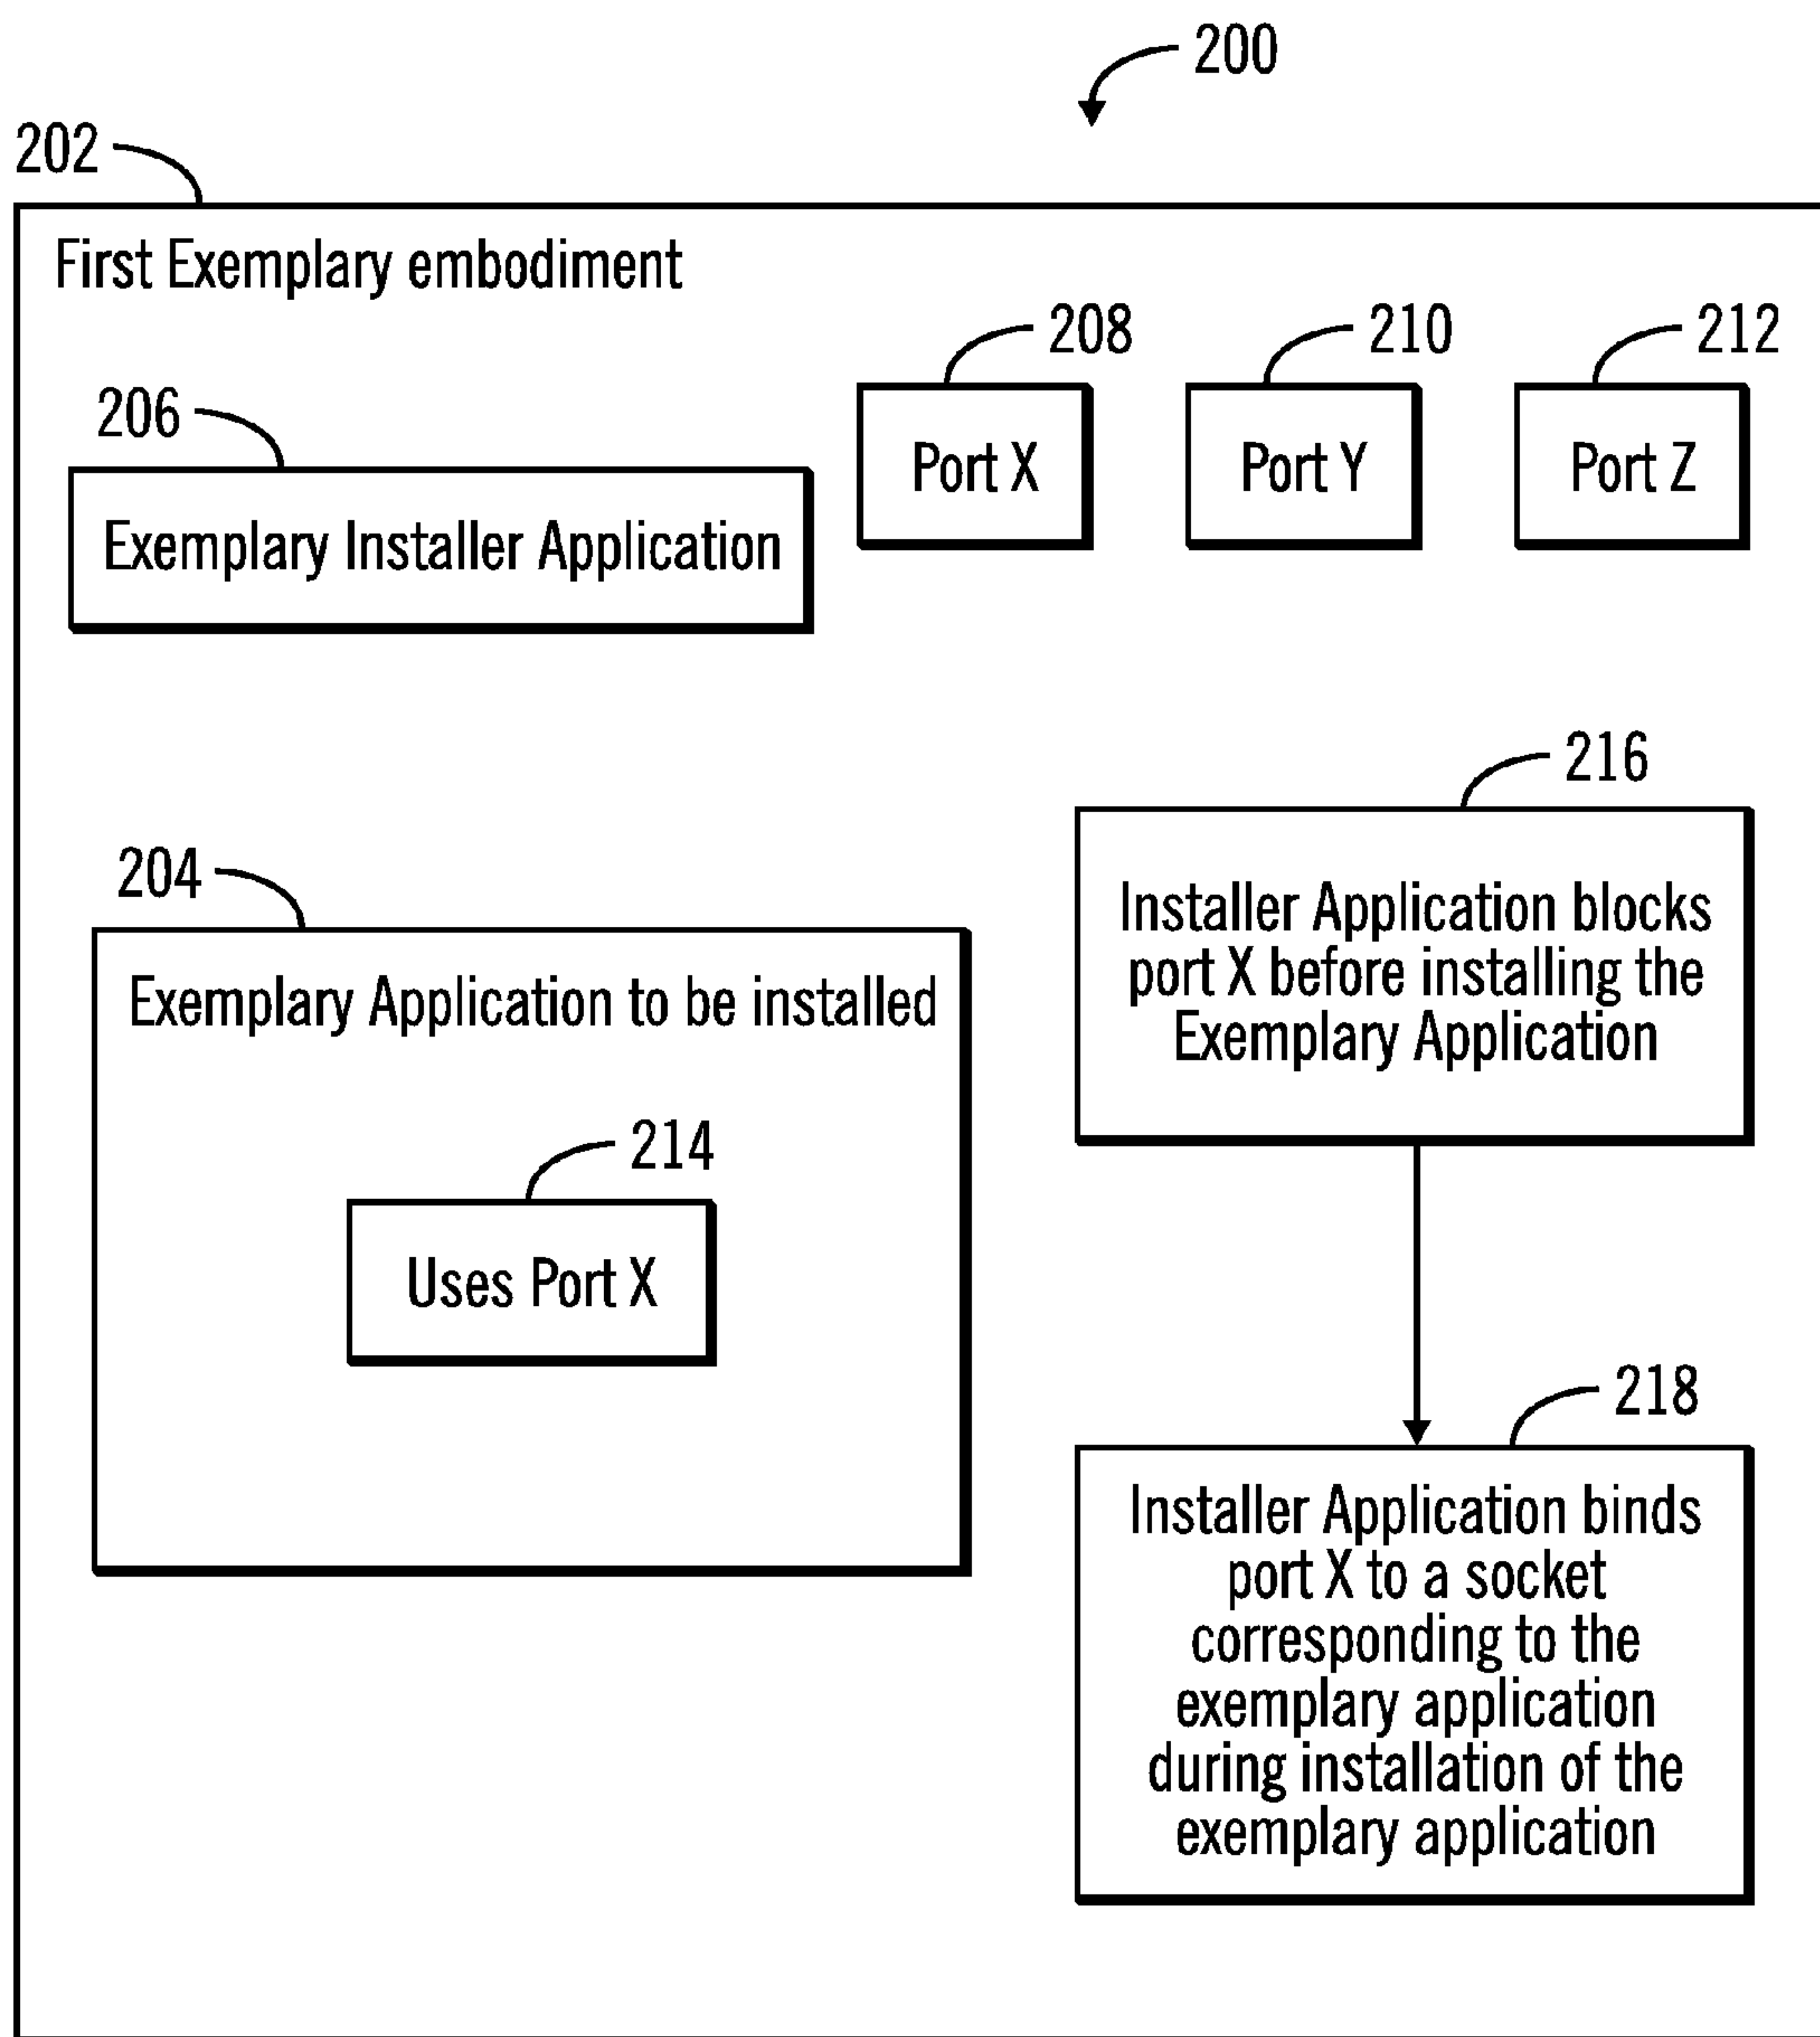 200
202
First Exemplary embodiment
208
210
212
206
Port X
Port Y
Port Z
Exemplary Installer Application
216
204
Installer Application blocks
port X before installing the
Exemplary Application
Exemplary Application to be installed
214
Uses Port X
218
Installer Application binds
port X to a socket
corresponding to the
exemplary application
during installation of the
exemplary application